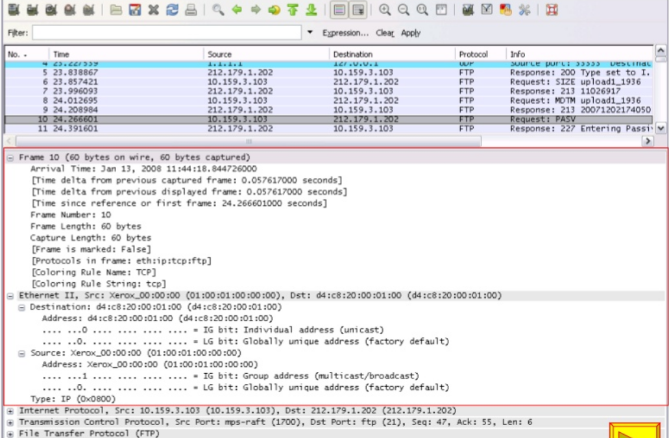 Filter: Expression... Clear Apply
No. . Time Source Destination Protocol Info
5 23.838867 212.179.1.202 10.159.3.103 FTP Response: 200 Type set to I.
6 23.857421 10.159.3.103 212.179.1.202 FTP Request: SIZE upload1_1936
7 23.996093 212.179.1.202 10.159.3.103 FTP Response: 213 11026917
8 24.012695 10.159.3.103 212.179.1.202 FTP Request: MDTM upload1_1936
9 24.208984 212.179.1.202 10.159.3.103 FTP Response: 213 20071202174050
10 24.266601 10.159.3.103 212.179.1.202 FTP Request: PASV
11 24.391601 212.179.1.202 10.159.3.103 FTP Response: 227 Entering Passi
Frame 10 (60 bytes on wire, 60 bytes captured)
Arrival Time: Jan 13, 2008 11:44:18.844726000
[Time delta from previous captured frame: 0.057617000 seconds]
[Time delta from previous displayed frame: 0.057617000 seconds]
[Time since reference or first frame: 24.266601000 seconds]
Frame Number: 10
Frame Length: 60 bytes
Capture Length: 60 bytes
[Frame is marked: False]
[Protocols in frame: eth:ip:tcp:ftp]
[Coloring Rule Name: TCP]
[Coloring Rule String: tcp]
Ethernet II, Src: Xerox_00:00:00 (01:00:01:00:00:00), Dst: d4:c8:20:00:01:00 (d4:c8:20:00:01:00)
Destination: d4:c8:20:00:01:00 (d4:c8:20:00:01:00)
Address: d4:c8:20:00:01:00 (d4:c8:20:00:01:00)
.... ...0 .... .... .... .... = IG bit: Individual address (unicast)
.... ..0. .... .... .... .... = LG bit: Globally unique address (factory default)
Source: Xerox_00:00:00 (01:00:01:00:00:00)
Address: Xerox_00:00:00 (01:00:01:00:00:00)
.... ...1 .... .... .... .... = IG bit: Group address (multicast/broadcast)
.... ..0. .... .... .... .... = LG bit: Globally unique address (factory default)
Type: IP (0x0800)
Internet Protocol, Src: 10.159.3.103 (10.159.3.103), Dst: 212.179.1.202 (212.179.1.202)
Transmission Control Protocol, Src Port: mps-raft (1700), Dst Port: ftp (21), Seq: 47, Ack: 55, Len: 6
File Transfer Protocol (FTP)